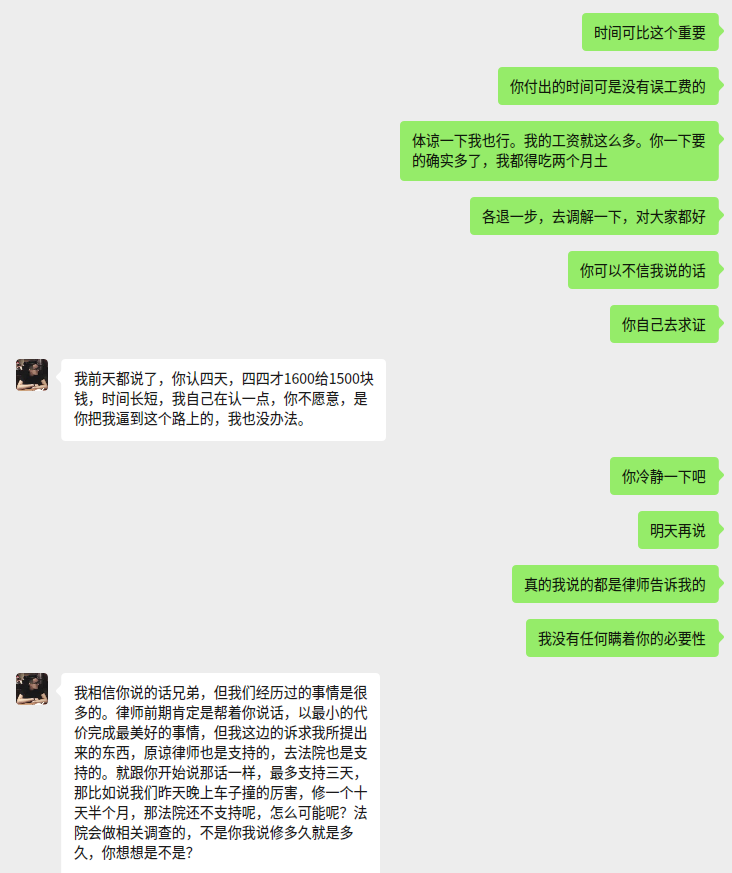 时间可比这个重要
你付出的时间可是没有误工费的
体谅一下我也行。我的工资就这么多。你一下要
的确实多了，我都得吃两个月土
各退一步，去调解一下，对大家都好
你可以不信我说的话
你自己去求证
我前天都说了，你认四天，四四才1600给1500块
钱，时间长短，我自己在认一点，你不愿意，是
你把我逼到这个路上的，我也没办法。
你冷静一下吧
明天再说
真的我说的都是律师告诉我的
我没有任何瞒着你的必要性
我相信你说的话兄弟，但我们经历过的事情是很
多的。律师前期肯定是帮着你说话，以最小的代
价完成最美好的事情，但我这边的诉求我所提出
来的东西，原谅律师也是支持的，去法院也是支
持的。就跟你开始说那话一样，最多支持三天，
那比如说我们昨天晚上车子撞的厉害，修一个十
天半个月，那法院还不支持呢，怎么可能呢？法
院会做相关调查的，不是你我说修多久就是多
久，你想想是不是？